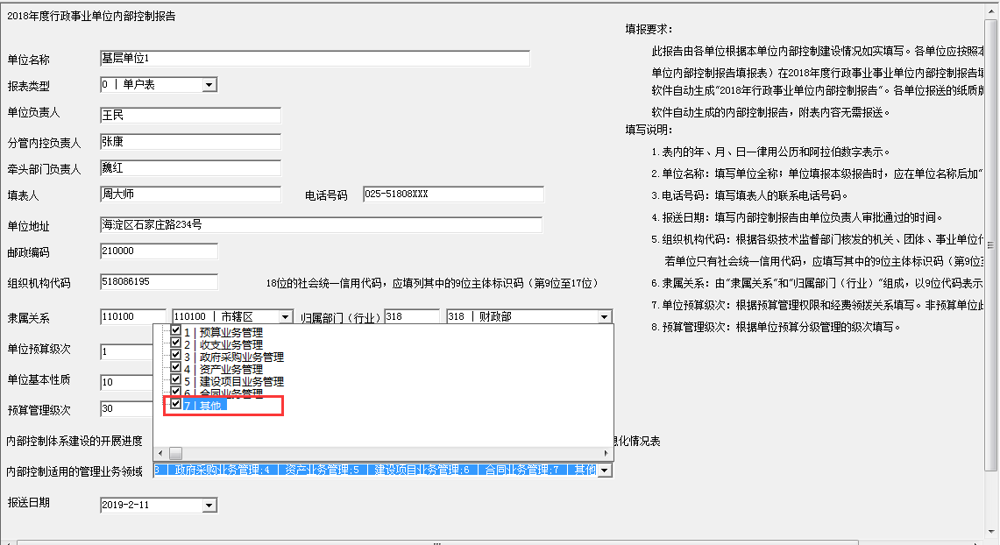 2018年度行政事业单位内部控制报告
单位名称 基层单位1
报表类型 0 | 单户表
单位负责人 王民
分管内控负责人 张康
牵头部门负责人 魏红
填表人 周大师 电话号码 025-51808XXX
单位地址 海淀区石家庄路234号
邮政编码 210000
组织机构代码 518086195 18位的社会统一信用代码，应填列其中的9位主体标识码（第9位至17位）
隶属关系 110100 110100 | 市辖区 归属部门（行业） 318 318 | 财政部
单位预算级次 1
单位基本性质 10
预算管理级次 30
1 | 预算业务管理
2 | 收支业务管理
3 | 政府采购业务管理
4 | 资产业务管理
5 | 建设项目业务管理
6 | 合同业务管理
7 | 其他
内部控制体系建设的开展进度 息化情况表
内部控制适用的管理业务领域 3 | 政府采购业务管理;4 | 资产业务管理;5 | 建设项目业务管理;6 | 合同业务管理;7 | 其他
报送日期 2019-2-11
填报要求：
此报告由各单位根据本单位内部控制建设情况如实填写。各单位应按照本
单位内部控制报告填报表）在2018年度行政事业事业单位内部控制报告填
软件自动生成“2018年行政事业单位内部控制报告”。各单位报送的纸质版
软件自动生成的内部控制报告，附表内容无需报送。
填写说明：
1.表内的年、月、日一律用公历和阿拉伯数字表示。
2.单位名称：填写单位全称；单位填报本级报告时，应在单位名称后加“
3.电话号码：填写填表人的联系电话号码。
4.报送日期：填写内部控制报告由单位负责人审批通过的时间。
5.组织机构代码：根据各级技术监督部门核发的机关、团体、事业单位代
若单位只有社会统一信用代码，应填写其中的9位主体标识码（第9位至
6.隶属关系：由“隶属关系”和“归属部门（行业）”组成，以9位代表示
7.单位预算级次：根据预算管理权限和经费领拨关系填写。非预算单位此
8.预算管理级次：根据单位预算分级管理的级次填写。